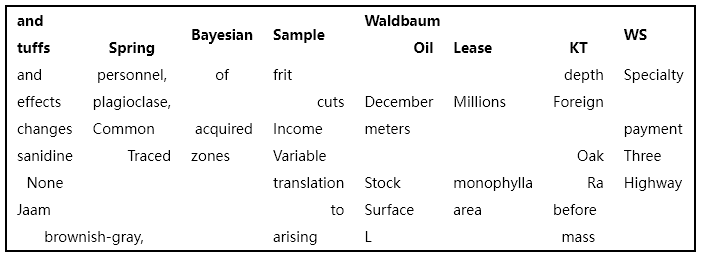 and Waldbaum
tuffs Spring Bayesian Sample Oil Lease KT WS
and personnel, of frit depth Specialty
effects plagioclase, cuts December Millions Foreign
changes Common acquired Income meters payment
sanidine Traced zones Variable Oak Three
None translation Stock monophylla Ra Highway
Jaam to Surface area before
brownish-gray, arising L mass